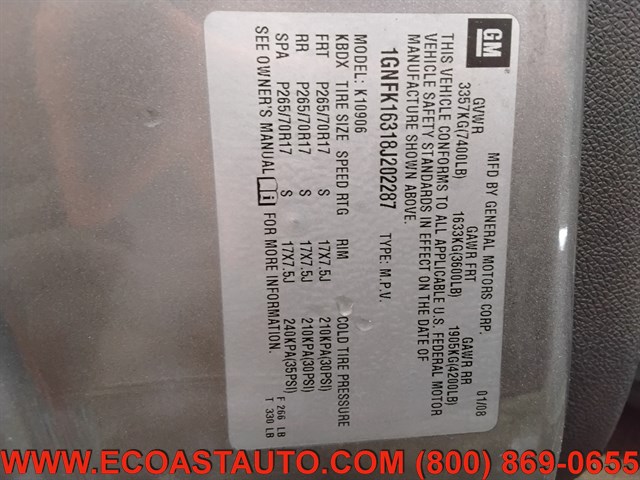 GM
®
MFD BY GENERAL MOTORS CORP. 01/08
GVWR GAWR FRT GAWR RR
3357KG(7400LB) 1633KG(3600LB) 1905KG(4200LB)
THIS VEHICLE CONFORMS TO ALL APPLICABLE U.S. FEDERAL MOTOR
VEHICLE SAFETY STANDARDS IN EFFECT ON THE DATE OF
MANUFACTURE SHOWN ABOVE.
1GNFK16318J202287 TYPE: M.P.V.
MODEL: K10906
KBDX TIRE SIZE SPEED RTG RIM COLD TIRE PRESSURE
FRT P265/70R17 S 17X7.5J 210KPA(30PSI)
RR P265/70R17 S 17X7.5J 210KPA(30PSI)
SPA P265/70R17 S 17X7.5J 240KPA(35PSI)
SEE OWNER'S MANUAL i FOR MORE INFORMATION.
F 266 LB
T 330 LB
WWW.ECOASTAUTO.COM (800) 869-0655